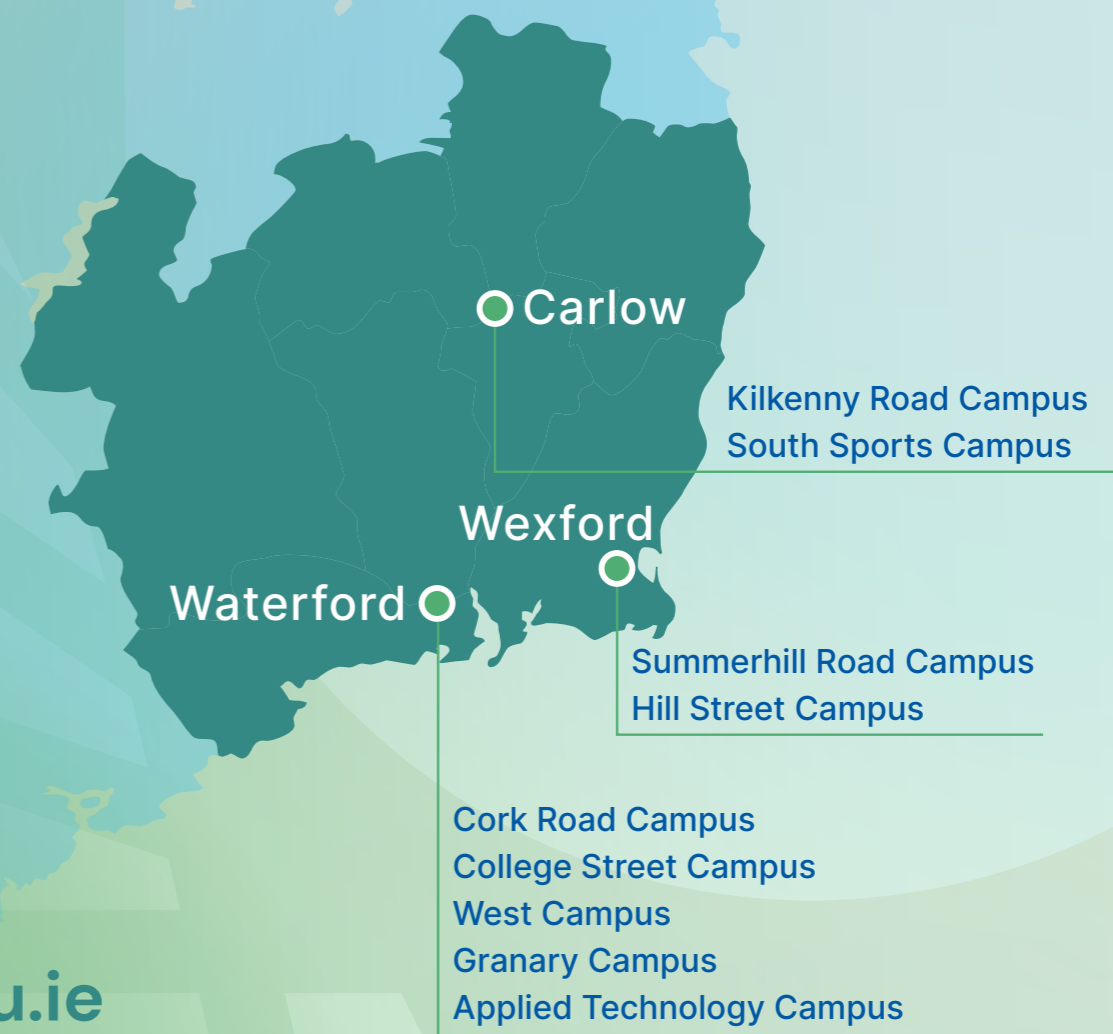 Carlow
Kilkenny Road Campus
South Sports Campus
Wexford
Waterford
Summerhill Road Campus
Hill Street Campus
Cork Road Campus
College Street Campus
West Campus
Granary Campus
Applied Technology Campus
u.ie